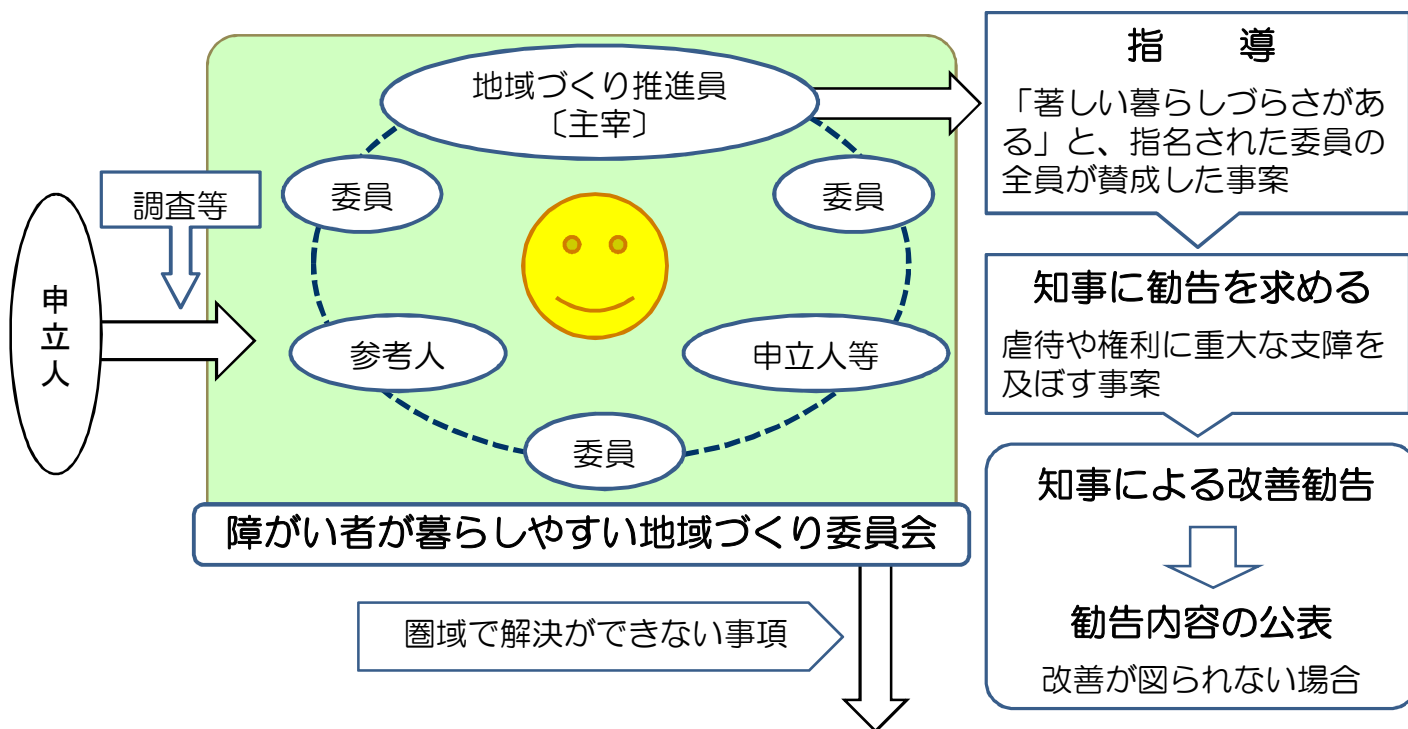 申立人
調査等
地域づくり推進員
〔主宰〕
委員
委員
参考人
申立人等
委員
障がい者が暮らしやすい地域づくり委員会
圏域で解決ができない事項
指　導
「著しい暮らしづらさがあ
る」と、指名された委員の
全員が賛成した事案
知事に勧告を求める
虐待や権利に重大な支障を
及ぼす事案
知事による改善勧告
勧告内容の公表
改善が図られない場合